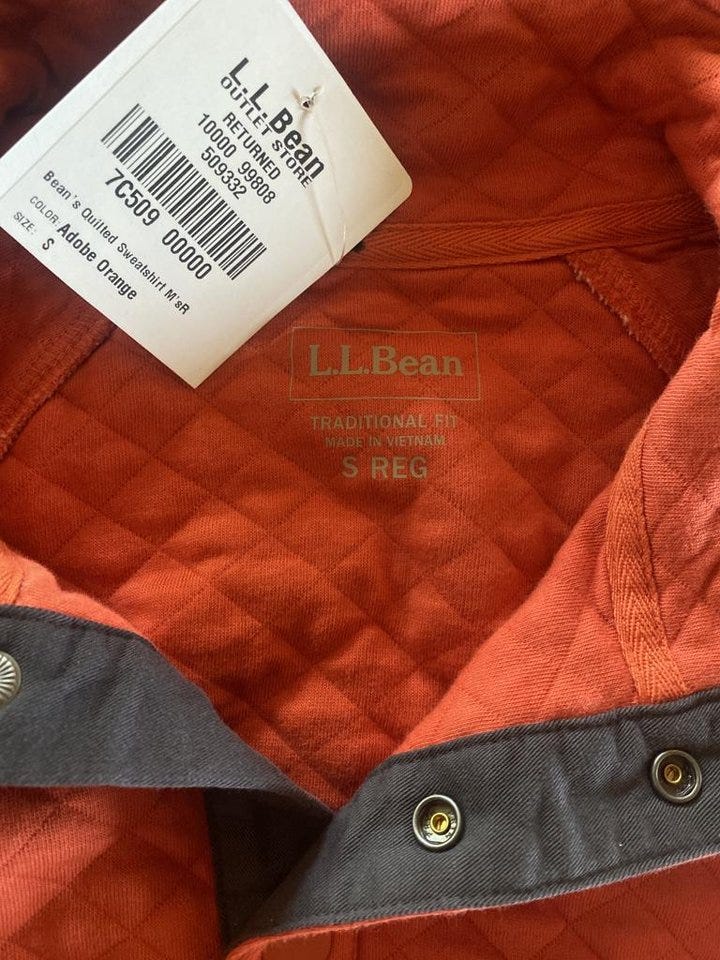 L.L.Bean
OUTLET STORE
RETURNED
10000 99808
509332
7C509 00000
Bean's Quilted Sweatshirt M'sR
COLOR: Adobe Orange
SIZE: S
L.L.Bean
TRADITIONAL FIT
MADE IN VIETNAM
S REG